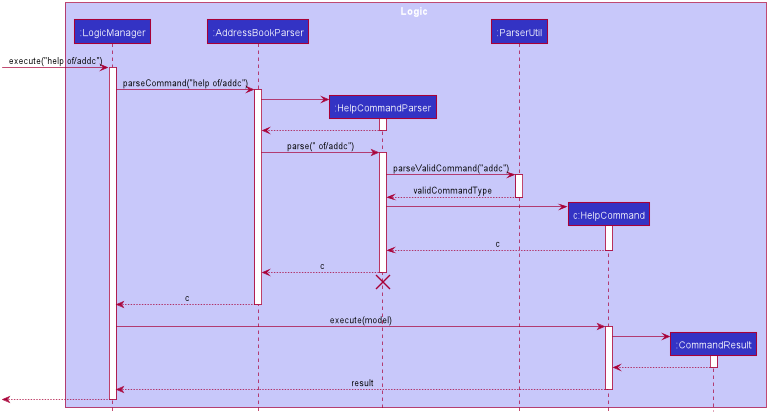 Logic
:LogicManager
:AddressBookParser
:ParserUtil
execute("help of/addc")
parseCommand("help of/addc")
:HelpCommandParser
parse(" of/addc")
parseValidCommand("addc")
validCommandType
c:HelpCommand
c
c
c
execute(model)
:CommandResult
result